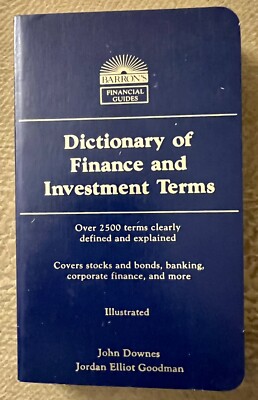 BARRON'S
FINANCIAL
GUIDES
Dictionary of
Finance and
Investment Terms
Over 2500 terms clearly
defined and explained
Covers stocks and bonds, banking,
corporate finance, and more
Illustrated
John Downes
Jordan Elliot Goodman